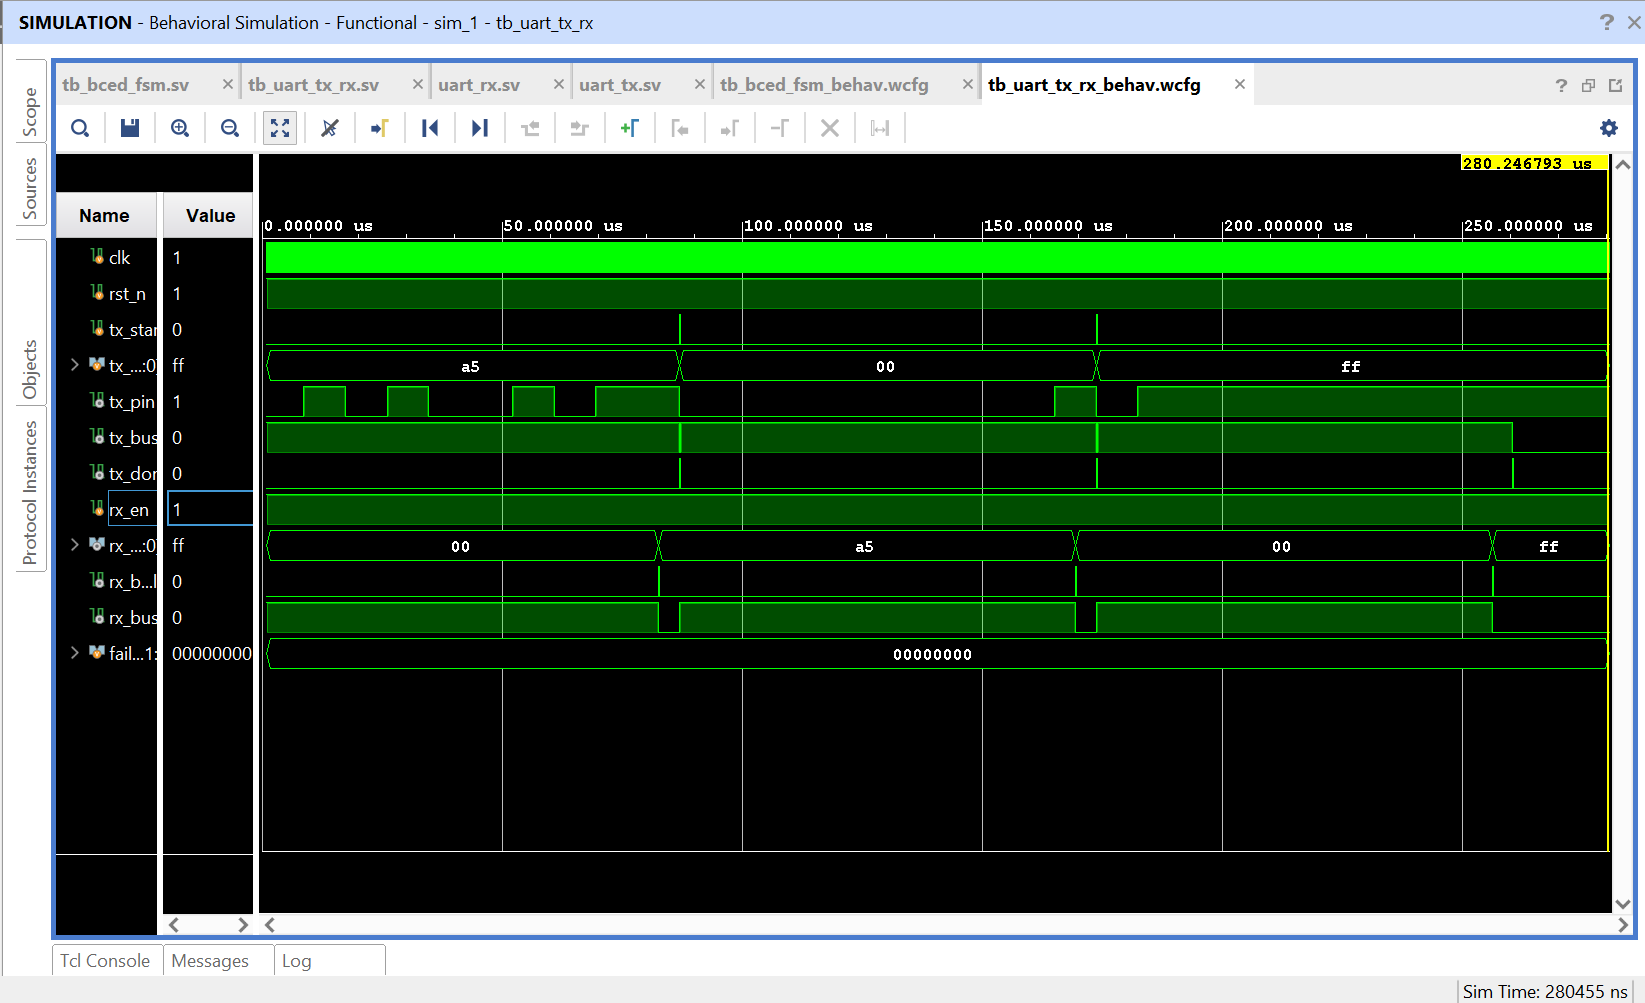 SIMULATION - Behavioral Simulation - Functional - sim_1 - tb_uart_tx_rx
tb_bced_fsm.sv tb_uart_tx_rx.sv uart_rx.sv uart_tx.sv tb_bced_fsm_behav.wcfg tb_uart_tx_rx_behav.wcfg
Scope
Sources
Objects
Protocol Instances
280.246793 us
Name Value
0.000000 us 50.000000 us 100.000000 us 150.000000 us 200.000000 us 250.000000 us
clk 1
rst_n 1
tx_star 0
tx_...:0] ff a5 00 ff
tx_pin 1
tx_bus 0
tx_dor 0
rx_en 1
rx_...:0] ff 00 a5 00 ff
rx_b...l 0
rx_bus 0
fail...1: 00000000 00000000
Tcl Console Messages Log
Sim Time: 280455 ns